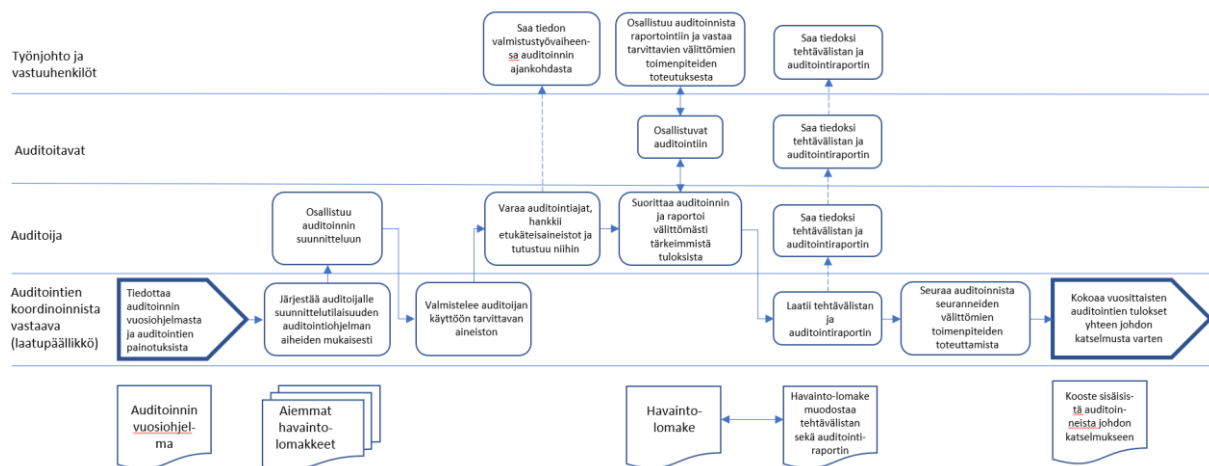 Työnjohto ja
vastuuhenkilöt
Saa tiedon
valmistustyövaiheen-
sa auditoinnin
ajankohdasta
Osallistuu auditoinnista
raportointiin ja vastaa
tarvittavien välittömien
toimenpiteiden
toteutuksesta
Saa tiedoksi
tehtävälistan ja
auditointiraportin
Auditoitavat
Osallistuvat
auditointiin
Saa tiedoksi
tehtävälistan ja
auditointiraportin
Auditoija
Osallistuu
auditoinnin
suunnitteluun
Varaa auditointiajat,
hankkii
etukäteisaineistot ja
tutustuu niihin
Suorittaa auditoinnin
ja raportoi
välittömästi
tärkeimmistä
tuloksista
Saa tiedoksi
tehtävälistan ja
auditointiraportin
Auditointien
koordinoinnista
vastaava
(laatupäällikkö)
Tiedottaa
auditoinnin
vuosiohjelmasta
ja auditointien
painotuksista
Järjestää auditoijalle
suunnittelutilaisuuden
auditointiohjelman
aiheiden mukaisesti
Valmistelee auditoijan
käyttöön tarvittavan
aineiston
Laatii tehtävälistan
ja
auditointiraportin
Seuraa auditoinnista
seuranneiden
välittömien
toimenpiteiden
toteuttamista
Kokoaa vuosittaisten
auditointien tulokset
yhteen johdon
katselmusta varten
Auditoinnin
vuosiohjel-
ma
Aiemmat
havainto-
lomakkeet
Havainto-
lomake
Havainto-lomake
muodostaa
tehtävälistan
sekä auditointi-
raportin
Kooste sisäisis-
tä auditoin-
neista johdon
katselmukseen